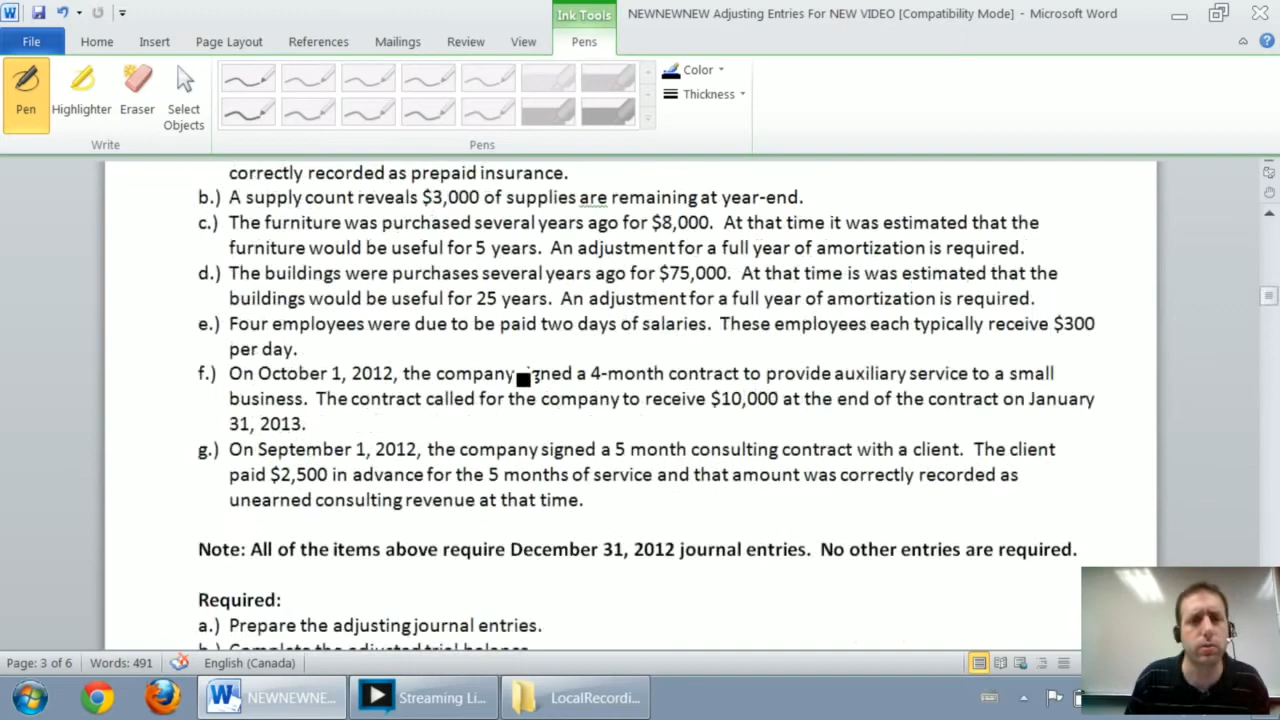 Ink Tools
NEWNEWNEW Adjusting Entries For NEW VIDEO [Compatibility Mode] - Microsoft Word
File Home Insert Page Layout References Mailings Review View Pens
Pen Highlighter Eraser Select Objects
Color
Thickness
Write Pens
correctly recorded as prepaid insurance.
b.) A supply count reveals $3,000 of supplies are remaining at year-end.
c.) The furniture was purchased several years ago for $8,000. At that time it was estimated that the
furniture would be useful for 5 years. An adjustment for a full year of amortization is required.
d.) The buildings were purchases several years ago for $75,000. At that time is was estimated that the
buildings would be useful for 25 years. An adjustment for a full year of amortization is required.
e.) Four employees were due to be paid two days of salaries. These employees each typically receive $300
per day.
f.) On October 1, 2012, the company signed a 4-month contract to provide auxiliary service to a small
business. The contract called for the company to receive $10,000 at the end of the contract on January
31, 2013.
g.) On September 1, 2012, the company signed a 5 month consulting contract with a client. The client
paid $2,500 in advance for the 5 months of service and that amount was correctly recorded as
unearned consulting revenue at that time.
Note: All of the items above require December 31, 2012 journal entries. No other entries are required.
Required:
a.) Prepare the adjusting journal entries.
b.) Complete the adjusted trial balance.
Page: 3 of 6 Words: 491 English (Canada)
NEWNEWNE... Streaming Li... LocalRecordi...